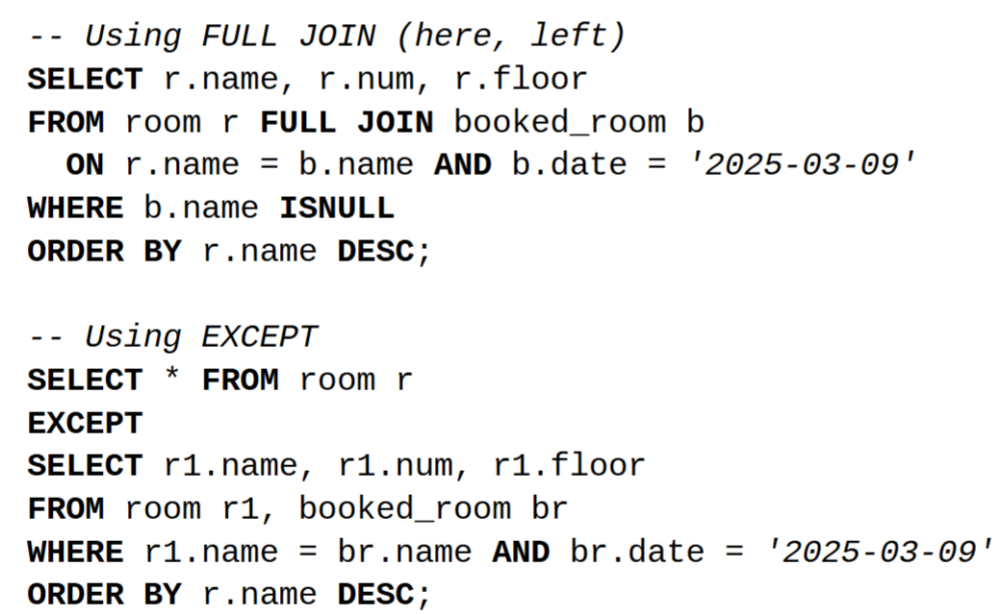 -- Using FULL JOIN (here, left)
SELECT r.name, r.num, r.floor
FROM room r FULL JOIN booked_room b
  ON r.name = b.name AND b.date = '2025-03-09'
WHERE b.name ISNULL
ORDER BY r.name DESC;

-- Using EXCEPT
SELECT * FROM room r
EXCEPT
SELECT r1.name, r1.num, r1.floor
FROM room r1, booked_room br
WHERE r1.name = br.name AND br.date = '2025-03-09'
ORDER BY r.name DESC;